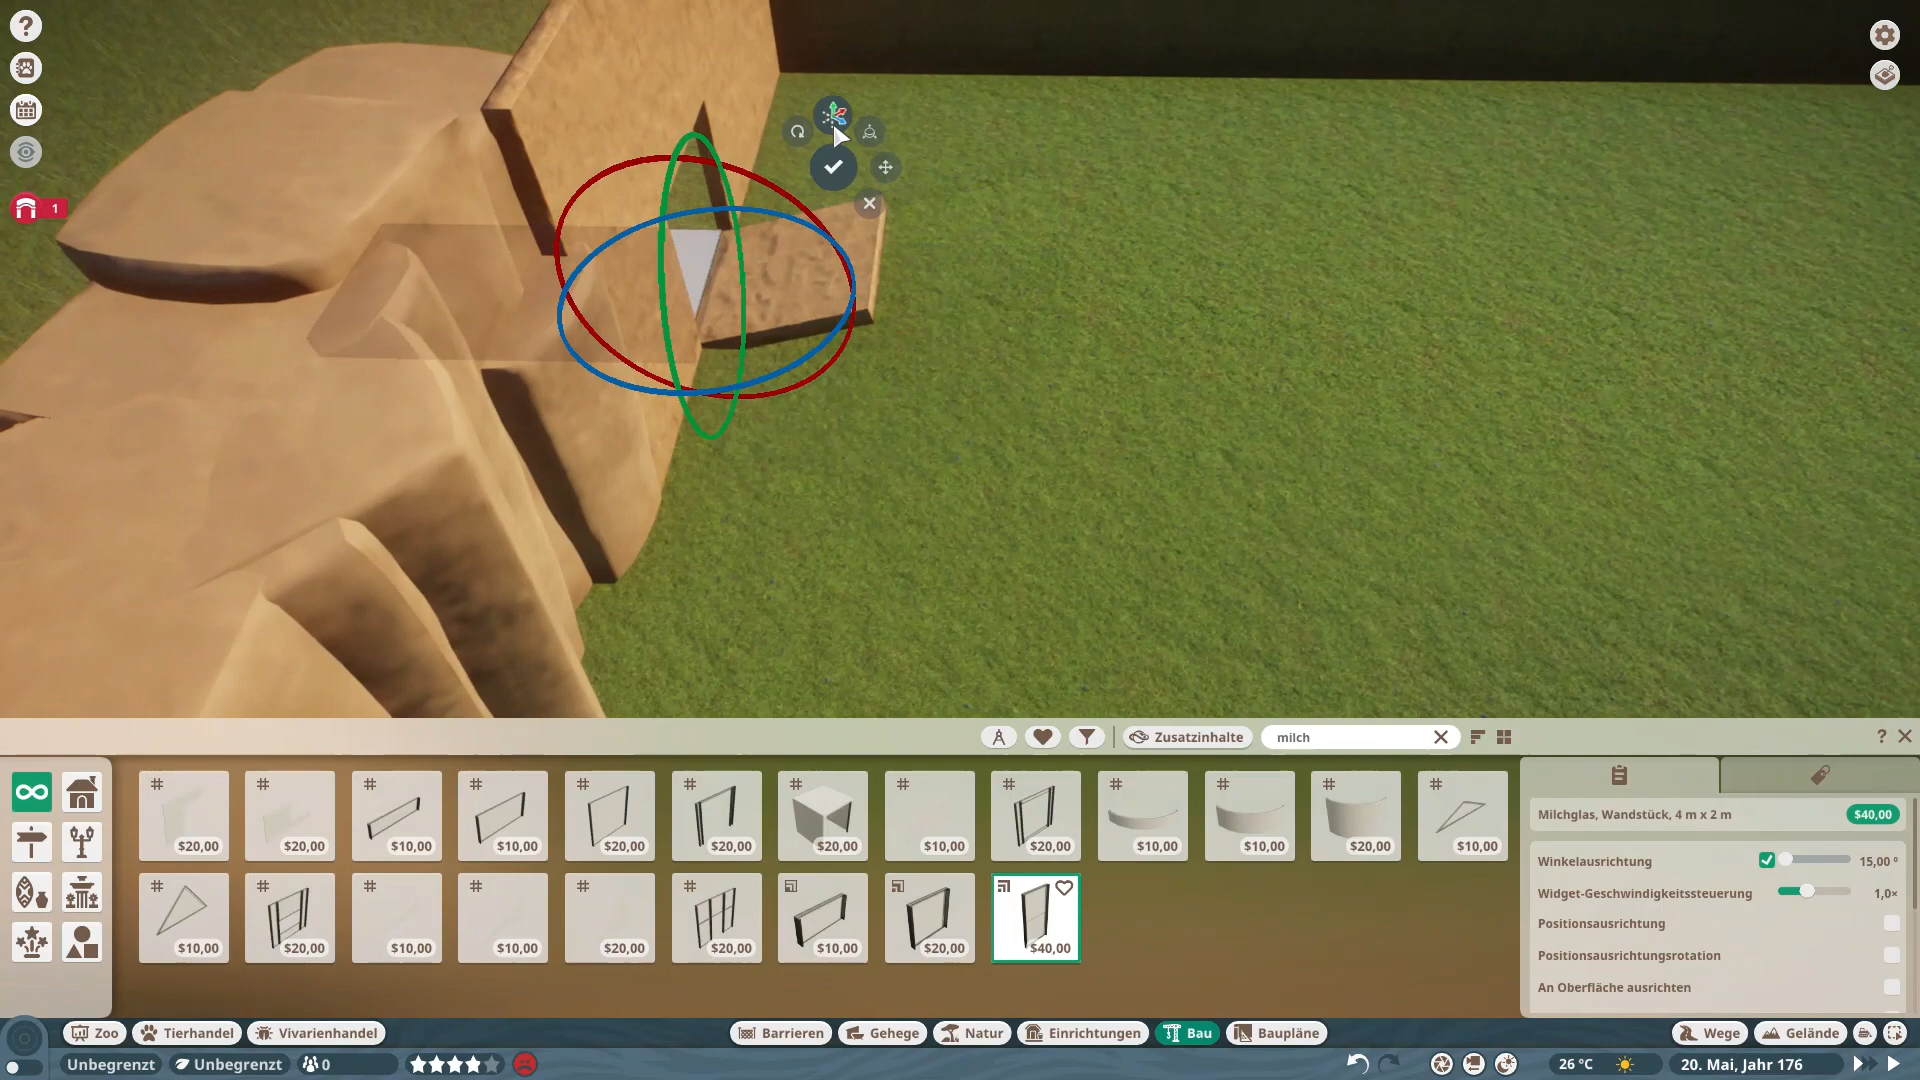 1
Zusatzinhalte
milch
?
$20,00
$20,00
$10,00
$10,00
$20,00
$20,00
$20,00
$10,00
$20,00
$10,00
$10,00
$20,00
$10,00
$10,00
$20,00
$10,00
$10,00
$20,00
$20,00
$10,00
$20,00
$40,00
Milchglas, Wandstück, 4 m x 2 m
$40,00
Winkelausrichtung
15,00 °
Widget-Geschwindigkeitssteuerung
1,0×
Positionsausrichtung
Positionsausrichtungsrotation
An Oberfläche ausrichten
Zoo
Tierhandel
Vivarienhandel
Barrieren
Gehege
Natur
Einrichtungen
Bau
Baupläne
Wege
Gelände
Unbegrenzt
Unbegrenzt
0
26 °C
20. Mai, Jahr 176